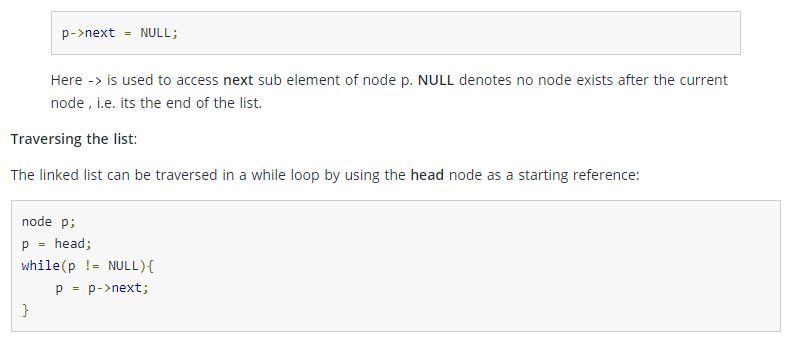 p->next = NULL;
Here -> is used to access next sub element of node p. NULL denotes no node exists after the current
node , i.e. its the end of the list.
Traversing the list:
The linked list can be traversed in a while loop by using the head node as a starting reference:
node p;
p = head;
while(p != NULL){
    p = p->next;
}